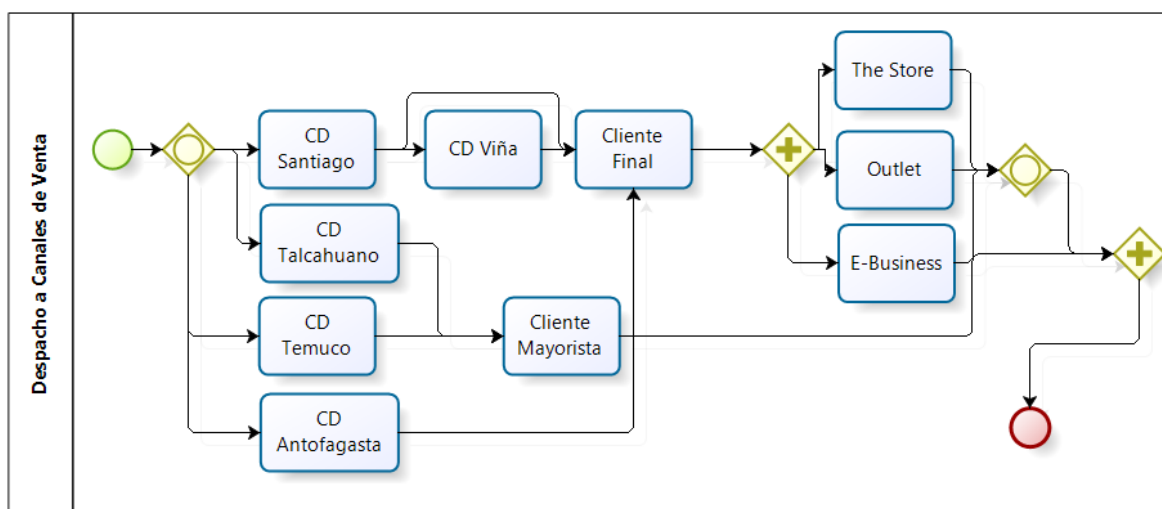 Despacho a Canales de Venta
CD
Santiago
CD Viña
Cliente
Final
The Store
Outlet
E-Business
CD
Talcahuano
CD
Temuco
Cliente
Mayorista
CD
Antofagasta